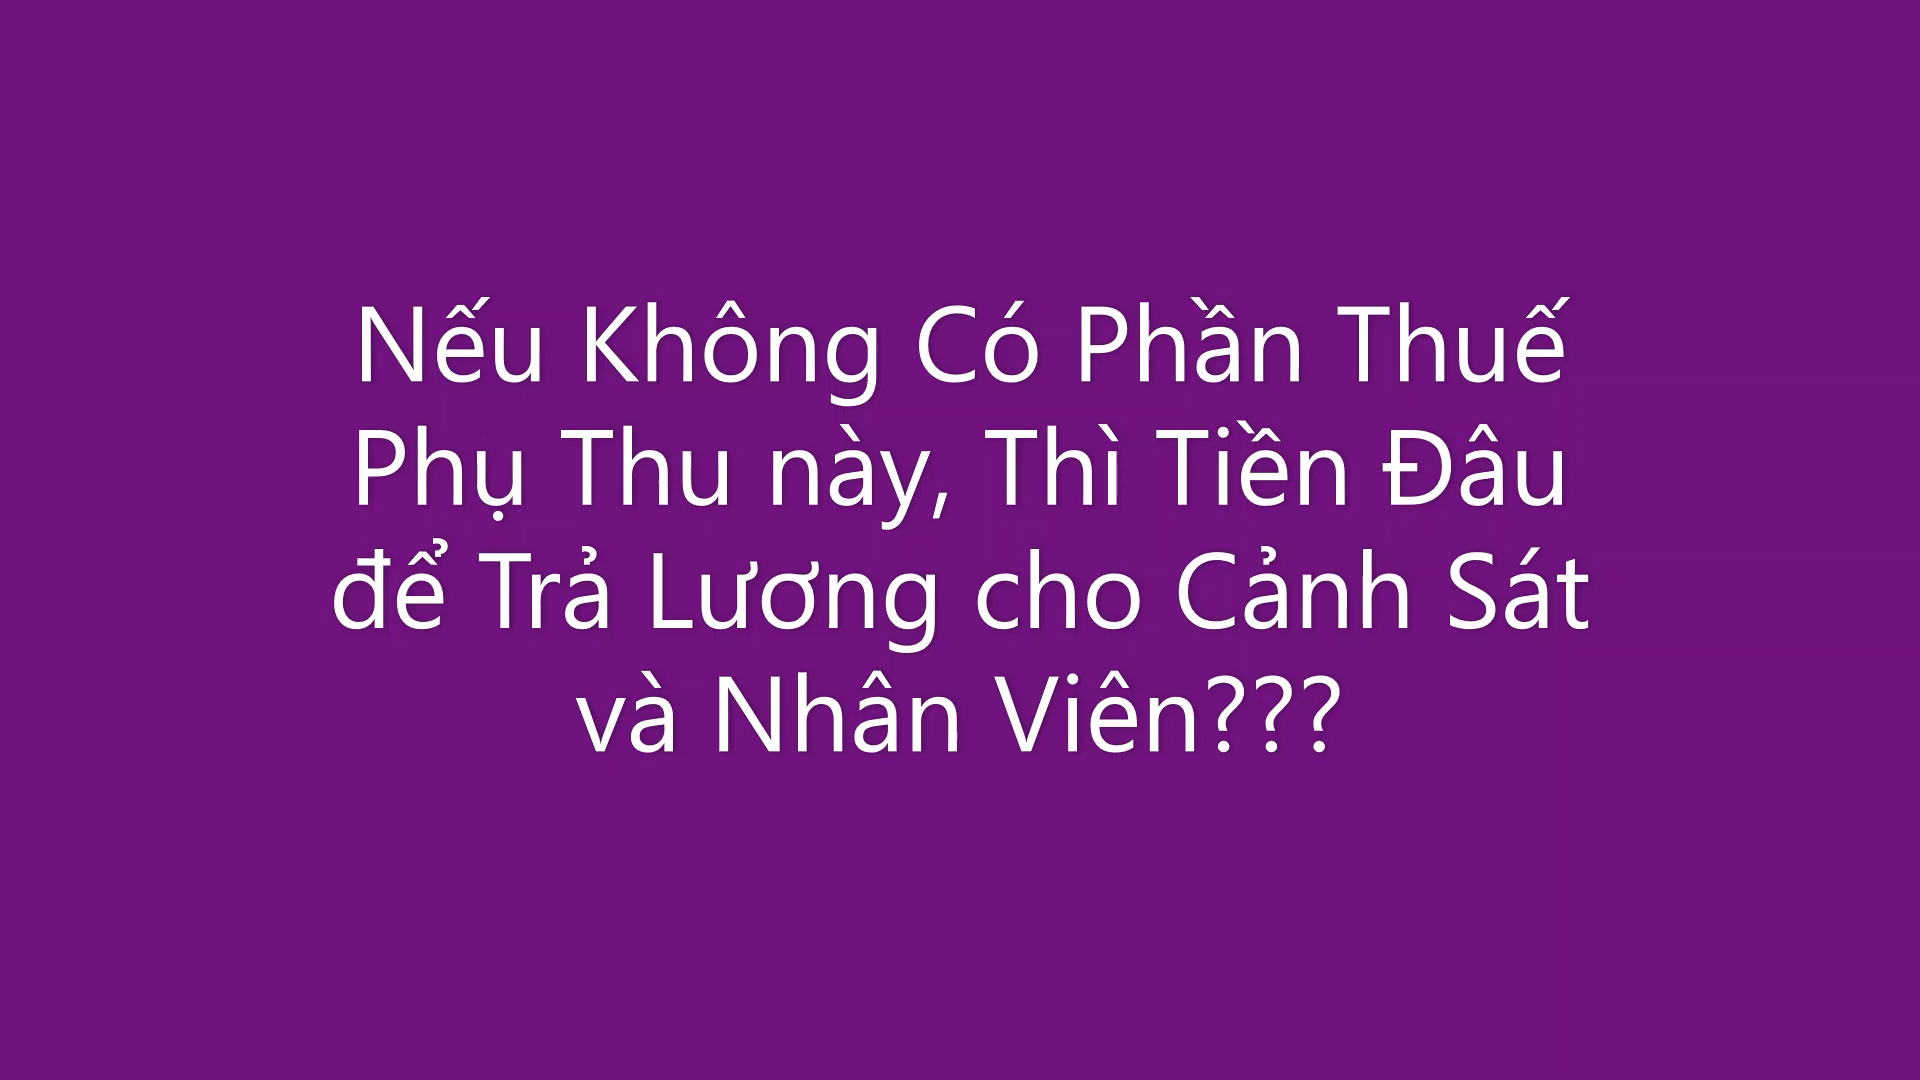 Nếu Không Có Phần Thuế
Phụ Thu này, Thì Tiền Đâu
để Trả Lương cho Cảnh Sát
và Nhân Viên???